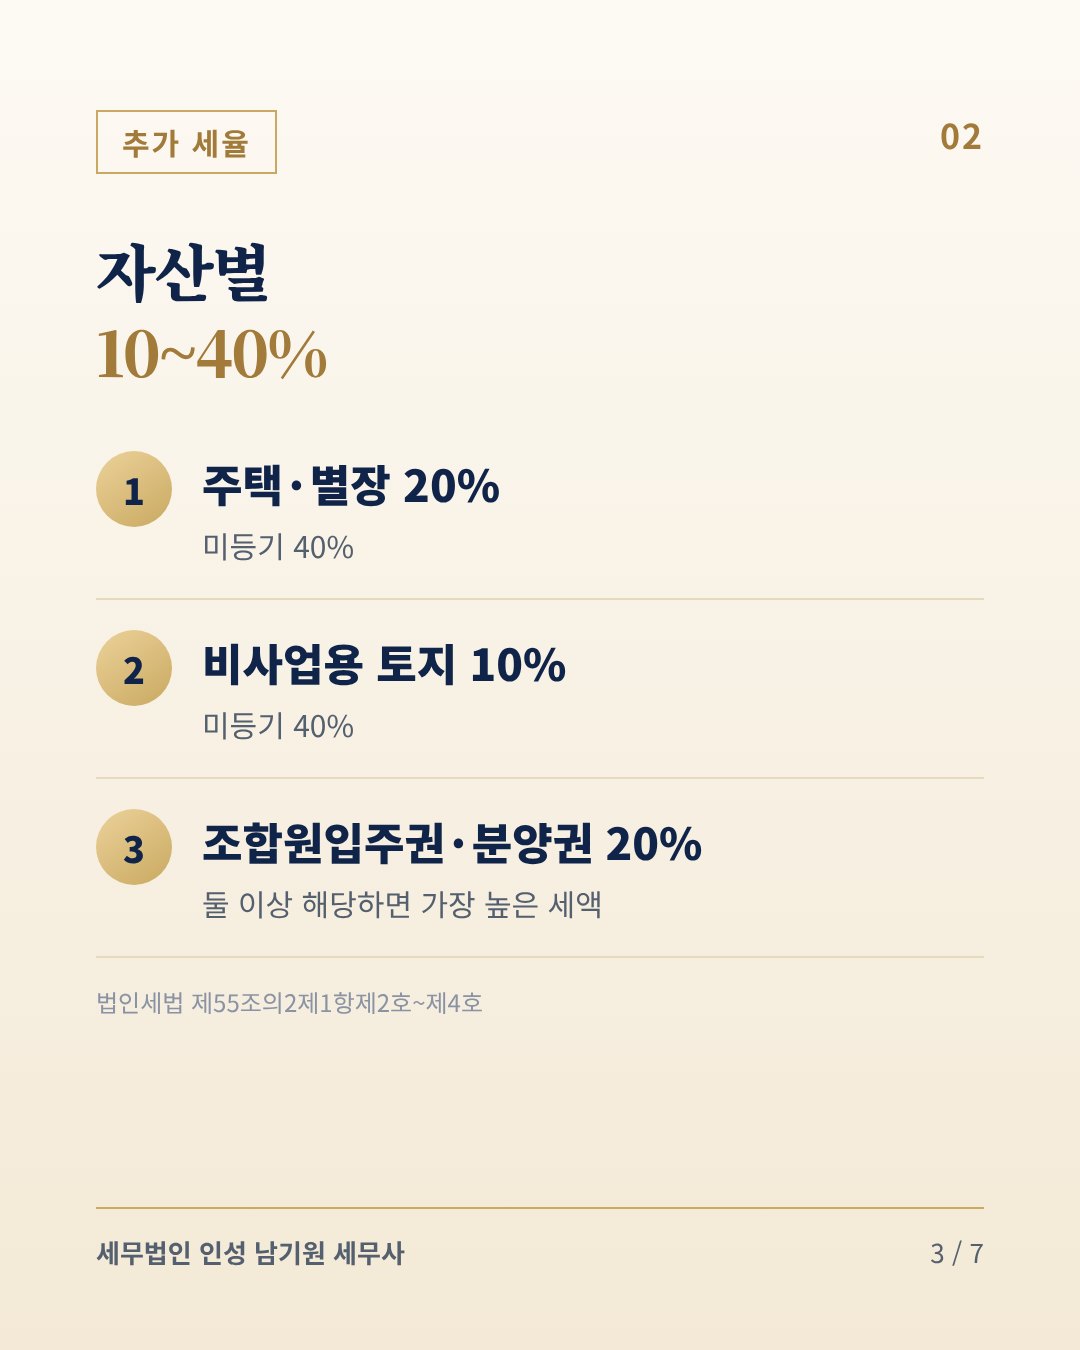 추가 세율
02
자산별
10~40%
1
주택·별장 20%
미등기 40%
2
비사업용 토지 10%
미등기 40%
3
조합원입주권·분양권 20%
둘 이상 해당하면 가장 높은 세액
법인세법 제55조의2제1항제2호~제4호
세무법인 인성 남기원 세무사
3 / 7